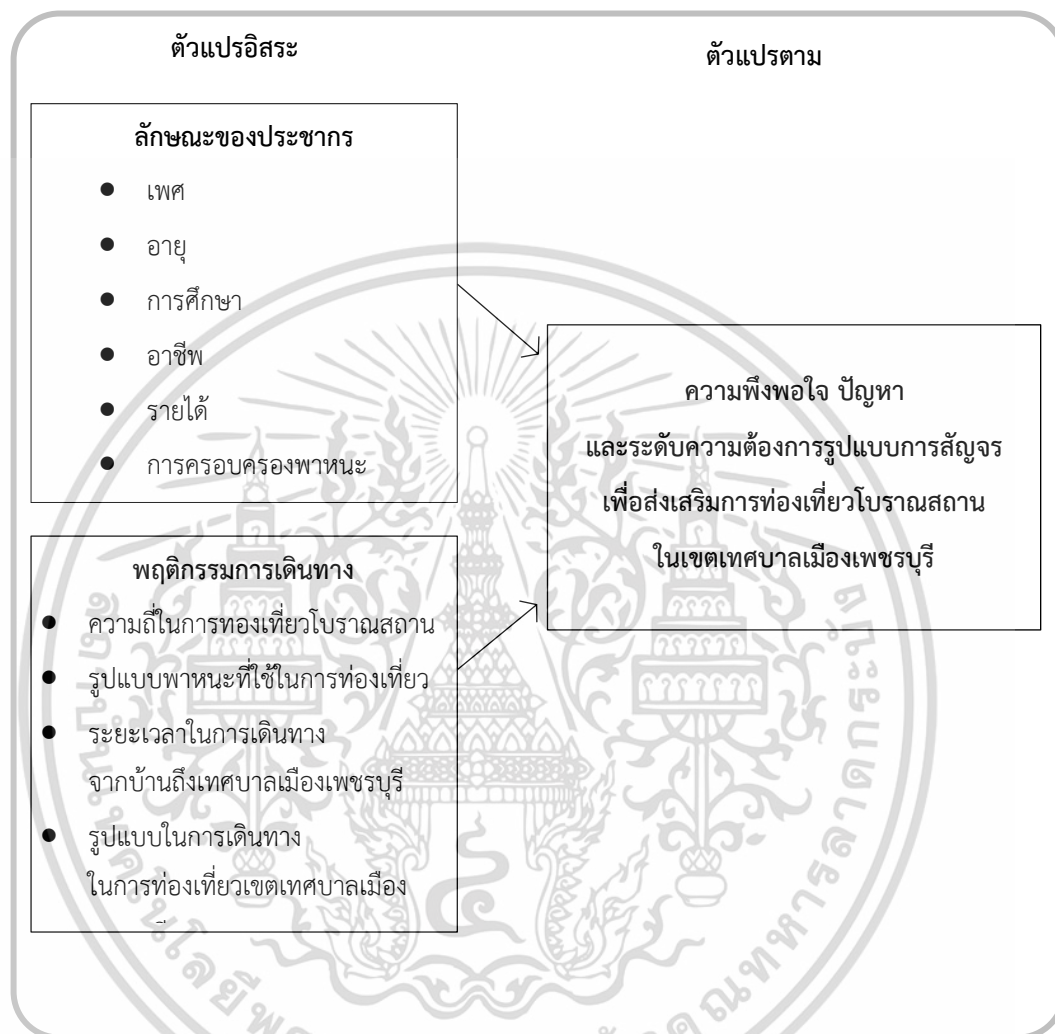 ตัวแปรอิสระ
ตัวแปรตาม
ลักษณะของประชากร
● เพศ
● อายุ
● การศึกษา
● อาชีพ
● รายได้
● การครอบครองพาหนะ
พฤติกรรมการเดินทาง
● ความถี่ในการทองเที่ยวโบราณสถาน
● รูปแบบพาหนะที่ใช้ในการท่องเที่ยว
● ระยะเวลาในการเดินทาง
จากบ้านถึงเทศบาลเมืองเพชรบุรี
● รูปแบบในการเดินทาง
ในการท่องเที่ยวเขตเทศบาลเมือง
ความพึงพอใจ ปัญหา
และระดับความต้องการรูปแบบการสัญจร
เพื่อส่งเสริมการท่องเที่ยวโบราณสถาน
ในเขตเทศบาลเมืองเพชรบุรี